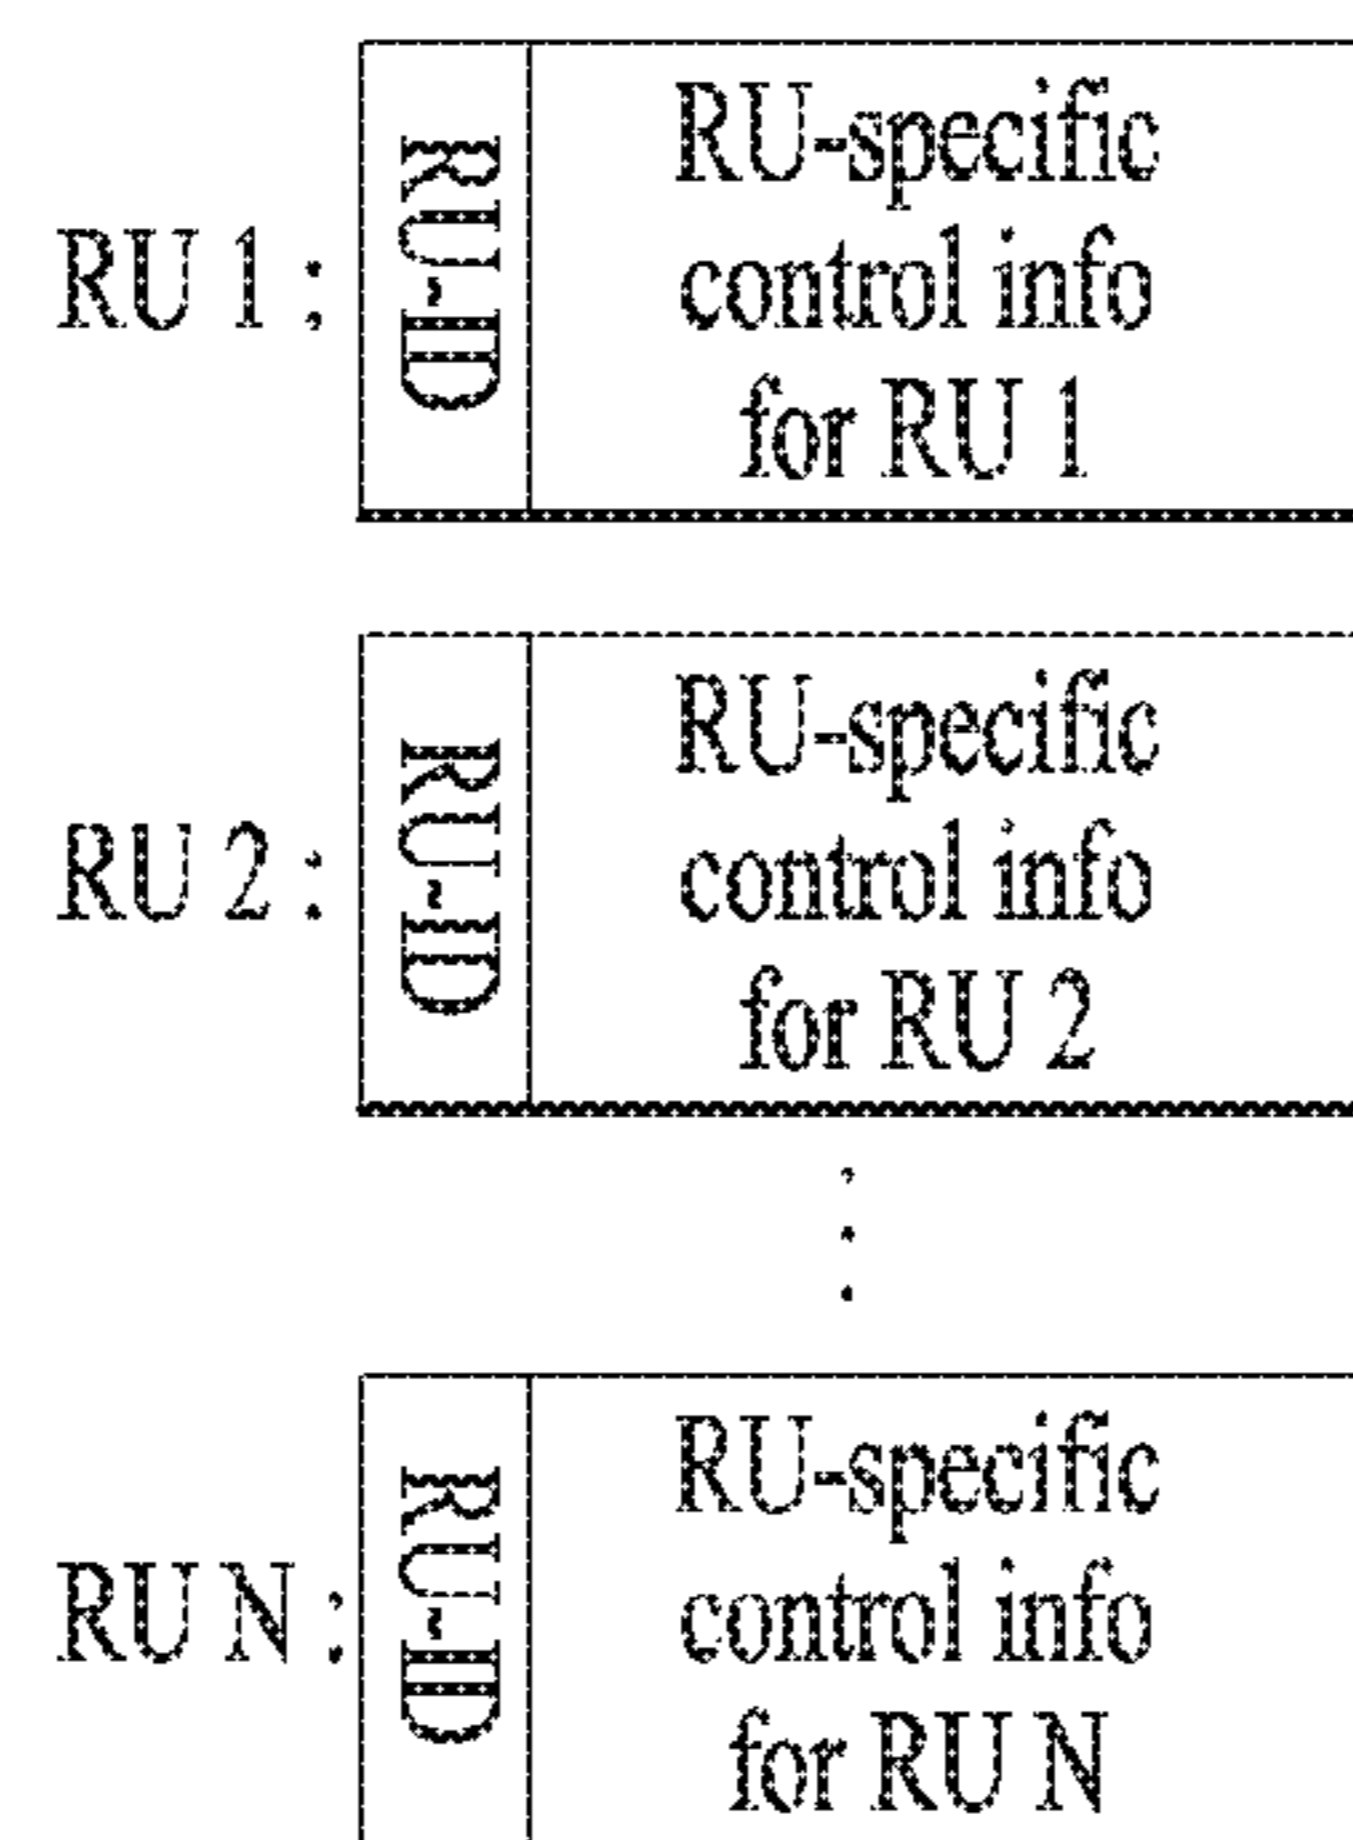 RU 1 :
RU-ID
RU-specific
control info
for RU 1
RU 2 :
RU-ID
RU-specific
control info
for RU 2
RU N :
RU-ID
RU-specific
control info
for RU N